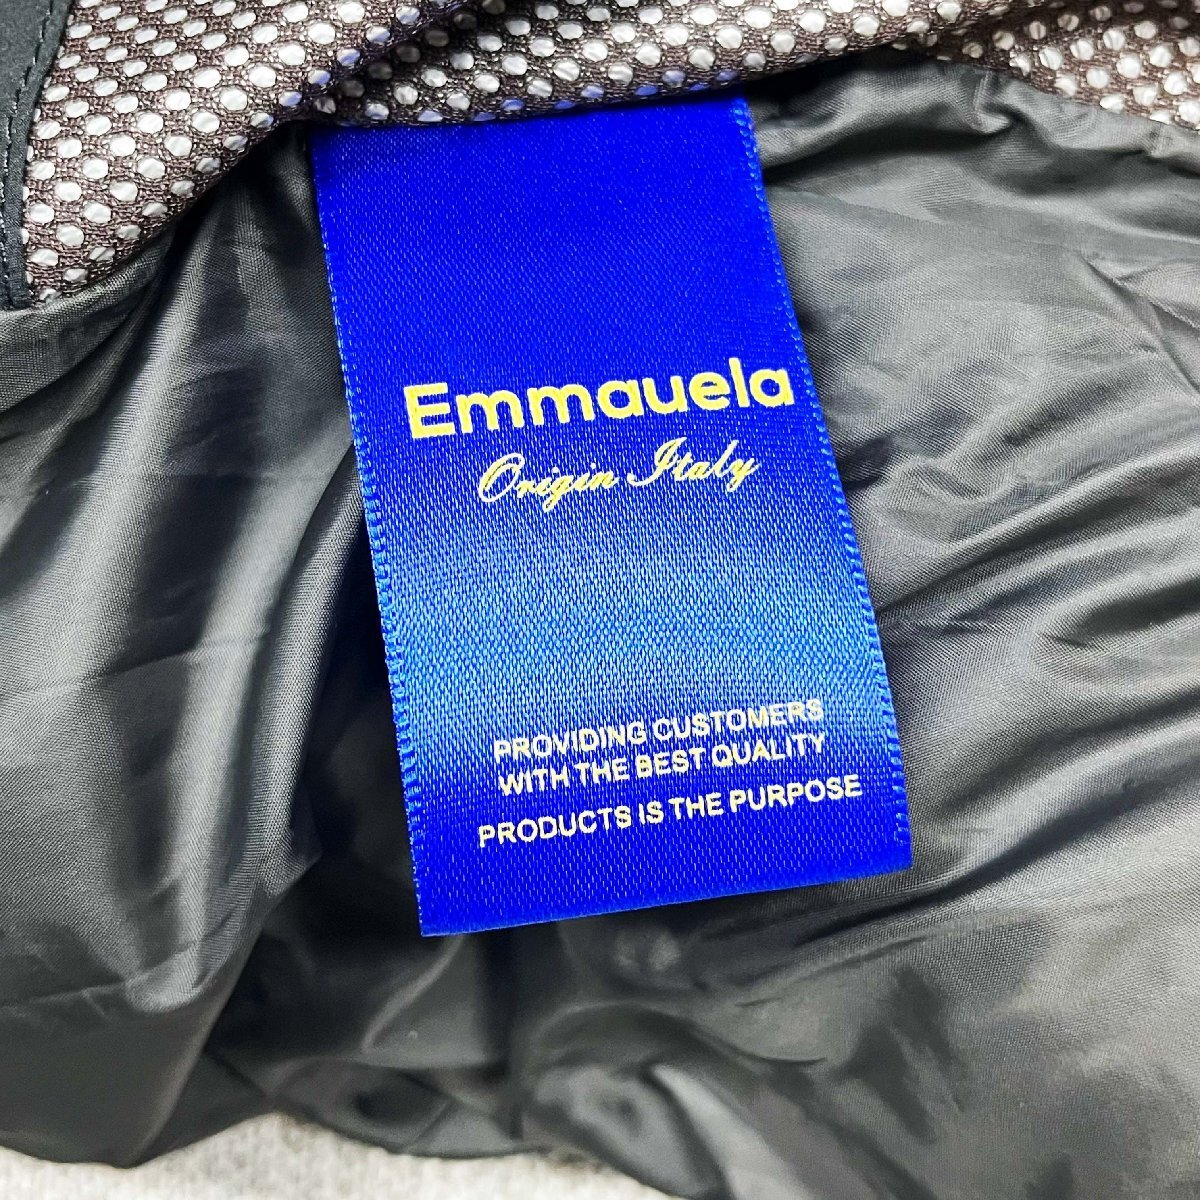 Emmauela
Origin Italy
PROVIDING CUSTOMERS
WITH THE BEST QUALITY
PRODUCTS IS THE PURPOSE